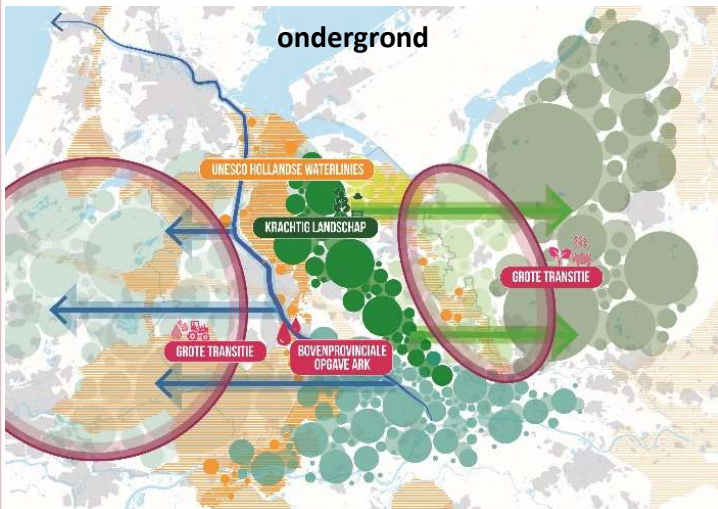 ondergrond
UNESCO HOLLANDSE WATERLINIES
KRACHTIG LANDSCHAP
GROTE TRANSITIE
GROTE TRANSITIE
BOVENPROVINCIALE
OPGAVE ARK